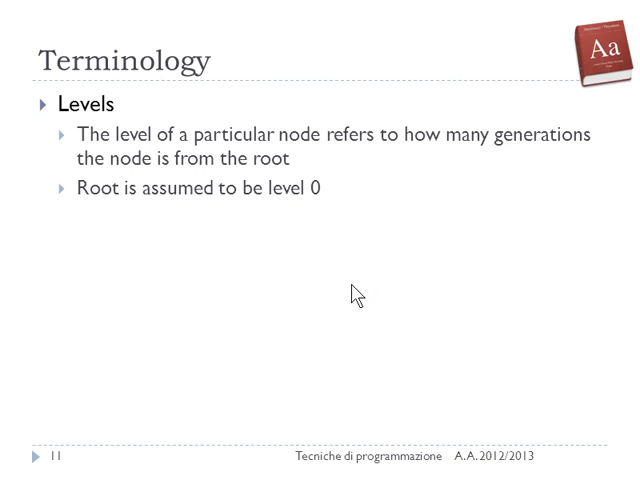 Terminology
Aa
Levels
The level of a particular node refers to how many generations
the node is from the root
Root is assumed to be level 0
11
Tecniche di programmazione A.A. 2012/2013